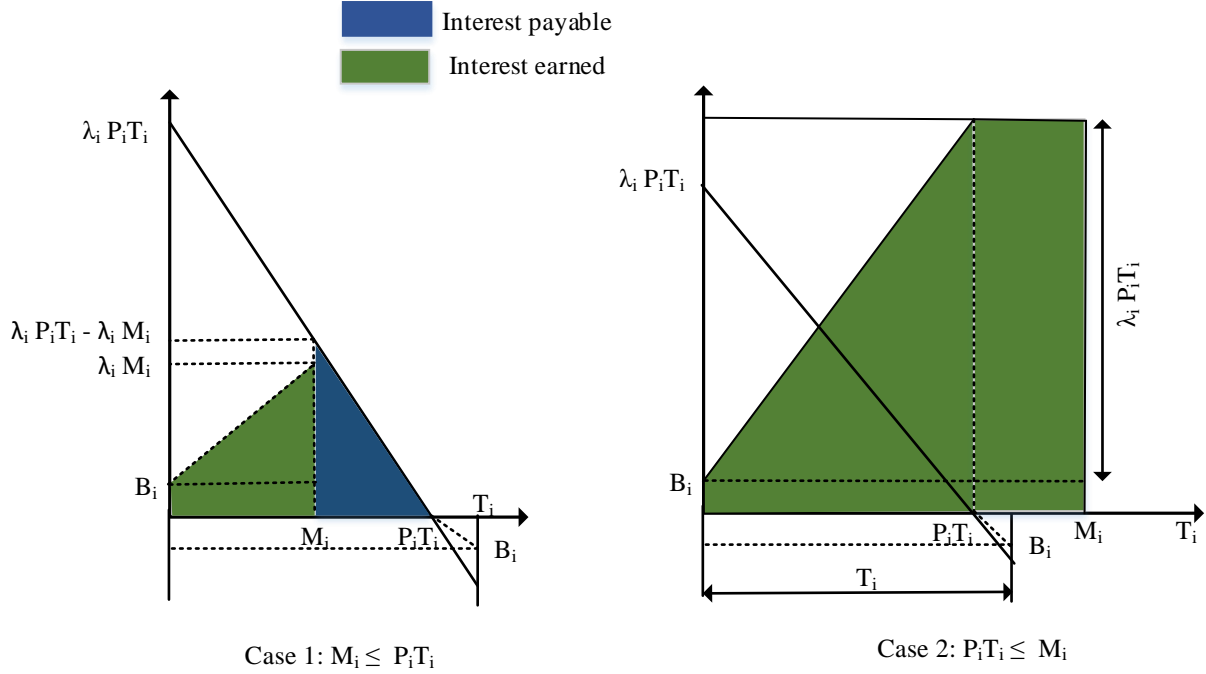 Interest payable
Interest earned
λi PiTi
λi PiTi - λi Mi
λi Mi
Bi
Mi
PiTi
Ti
Bi
Case 1: Mi ≤ PiTi
λi PiTi
Bi
λi PiTi
PiTi
Bi
Mi
Ti
Ti
Case 2: PiTi ≤ Mi